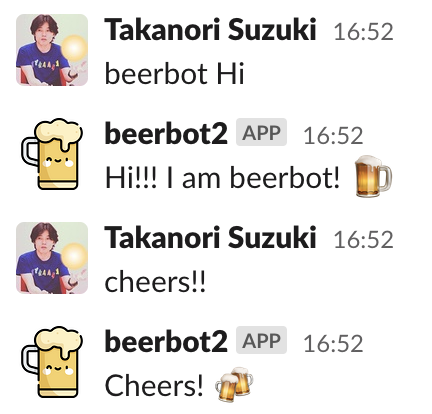 Takanori Suzuki 16:52
beerbot Hi
beerbot2 APP 16:52
Hi!!! I am beerbot! 🍺
Takanori Suzuki 16:52
cheers!!
beerbot2 APP 16:52
Cheers! 🍻